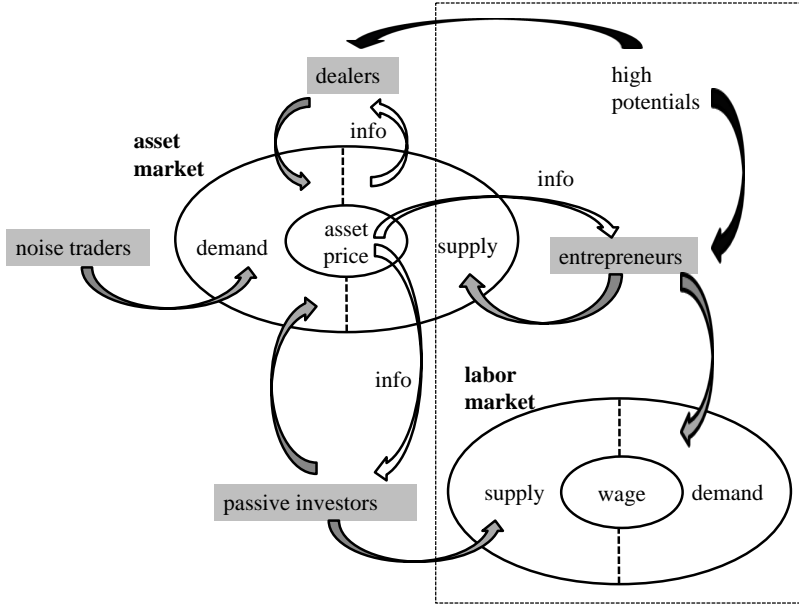 dealers
high
potentials
info
asset
market
info
noise traders
demand
asset
price
supply
entrepreneurs
info
labor
market
passive investors
supply
wage
demand